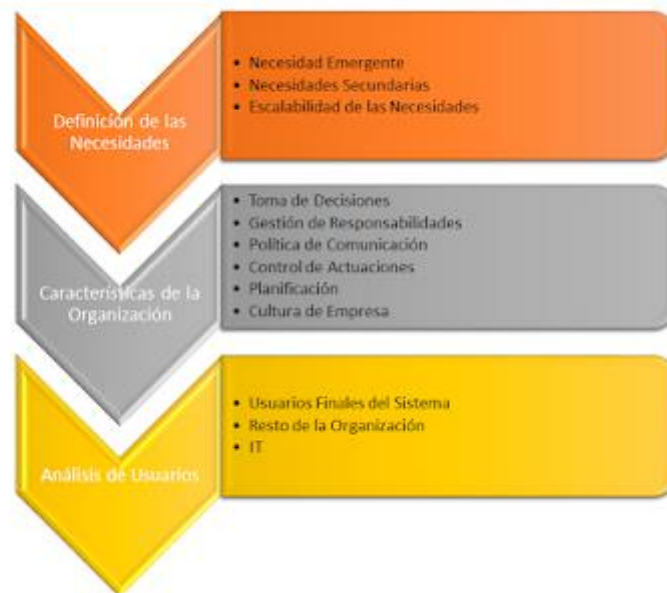 Definición de las
Necesidades
• Necesidad Emergente
• Necesidades Secundarias
• Escalabilidad de las Necesidades
Características de la
Organización
• Toma de Decisiones
• Gestión de Responsabilidades
• Política de Comunicación
• Control de Actuaciones
• Planificación
• Cultura de Empresa
Análisis de Usuarios
• Usuarios Finales del Sistema
• Resto de la Organización
• IT